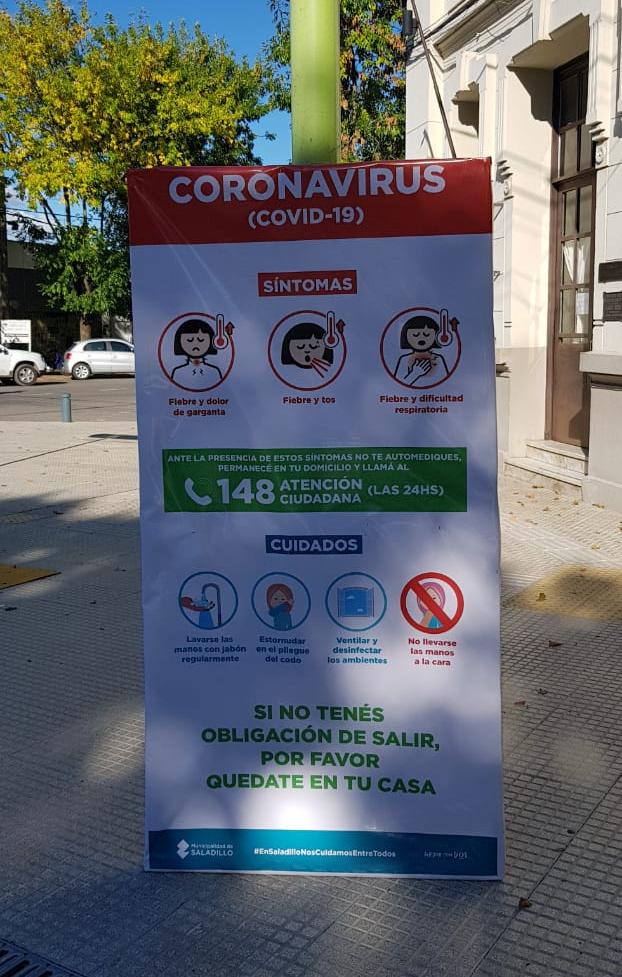 CORONAVIRUS
(COVID-19)
SÍNTOMAS
Fiebre y dolor
de garganta
Fiebre y tos
Fiebre y dificultad
respiratoria
ANTE LA PRESENCIA DE ESTOS SÍNTOMAS NO TE AUTOMEDIQUES,
PERMANECÉ EN TU DOMICILIO Y LLAMÁ AL
148 ATENCIÓN CIUDADANA (LAS 24HS)
CUIDADOS
Lavarse las
manos con jabón
regularmente
Estornudar
en el pliegue
del codo
Ventilar y
desinfectar
los ambientes
No llevarse
las manos
a la cara
SI NO TENÉS
OBLIGACIÓN DE SALIR,
POR FAVOR
QUEDATE EN TU CASA
Municipalidad de
SALADILLO
#EnSaladilloNosCuidamosEntreTodos